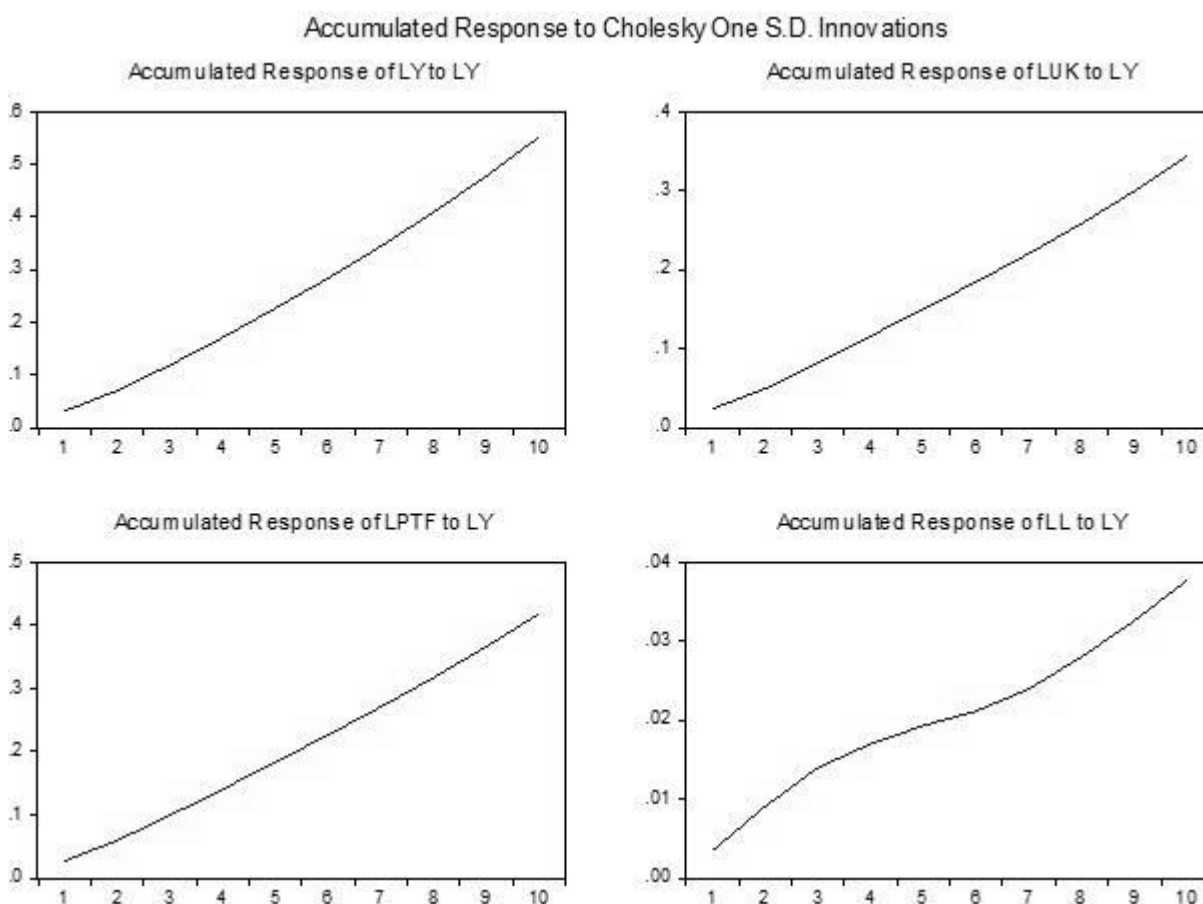 Accumulated Response to Cholesky One S.D. Innovations
Accumulated Response of LY to LY
.6
.5
.4
.3
.2
.1
.0
1 2 3 4 5 6 7 8 9 10
Accumulated Response of LUK to LY
.4
.3
.2
.1
.0
1 2 3 4 5 6 7 8 9 10
Accumulated Response of LPTF to LY
.5
.4
.3
.2
.1
.0
1 2 3 4 5 6 7 8 9 10
Accumulated Response of LL to LY
.04
.03
.02
.01
.00
1 2 3 4 5 6 7 8 9 10